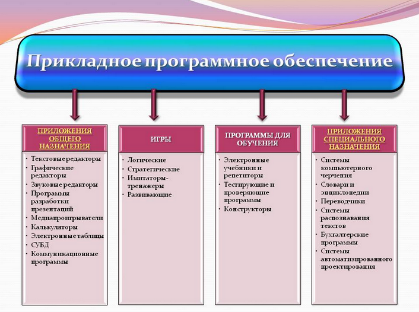 Прикладное программное обеспечение
ПРИЛОЖЕНИЯ
ОБЩЕГО
НАЗНАЧЕНИЯ
• Текстовые редакторы
• Графические
редакторы
• Звуковые редакторы
• Программы
разработки
презентаций
• Медиапроигрыватели
• Калькуляторы
• Электронные таблицы
• СУБД
• Коммуникационные
программы
ИГРЫ
• Логические
• Стратегические
• Имитаторы-
тренажеры
• Развивающие
ПРОГРАММЫ ДЛЯ
ОБУЧЕНИЯ
• Электронные
учебники и
репетиторы
• Тестирующие и
проверяющие
программы
• Конструкторы
ПРИЛОЖЕНИЯ
СПЕЦИАЛЬНОГО
НАЗНАЧЕНИЯ
• Системы
компьютерного
черчения
• Словари и
энциклопедии
• Переводчики
• Системы
распознавания
текстов
• Бухгалтерские
программы
• Системы
автоматизированного
проектирования